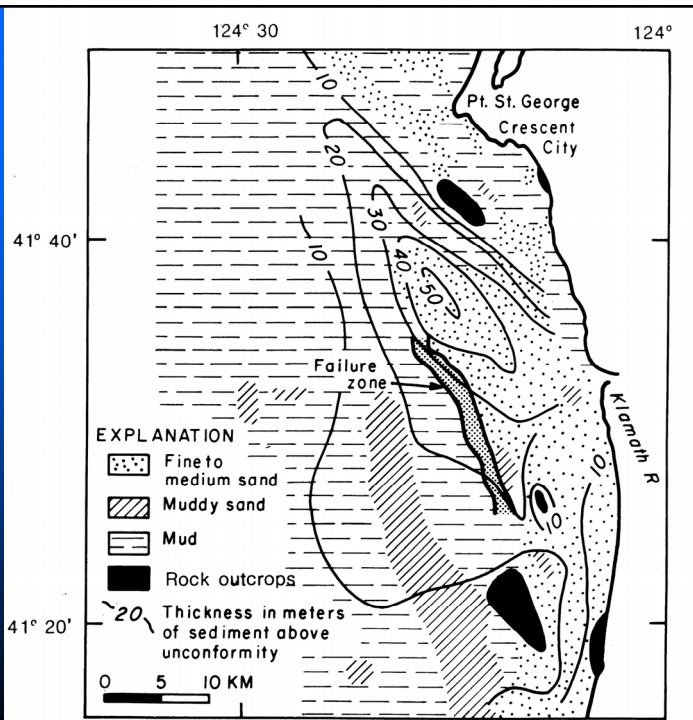 124° 30
124°
10
Pt. St. George
Crescent
City
20
41° 40'
30
10
40
50
Failure
zone
Klamath R
EXPLANATION
10
Fine to
medium sand
Muddy sand
10
Mud
Rock outcrops
20 Thickness in meters
of sediment above
unconformity
41° 20'
0 5 10 KM